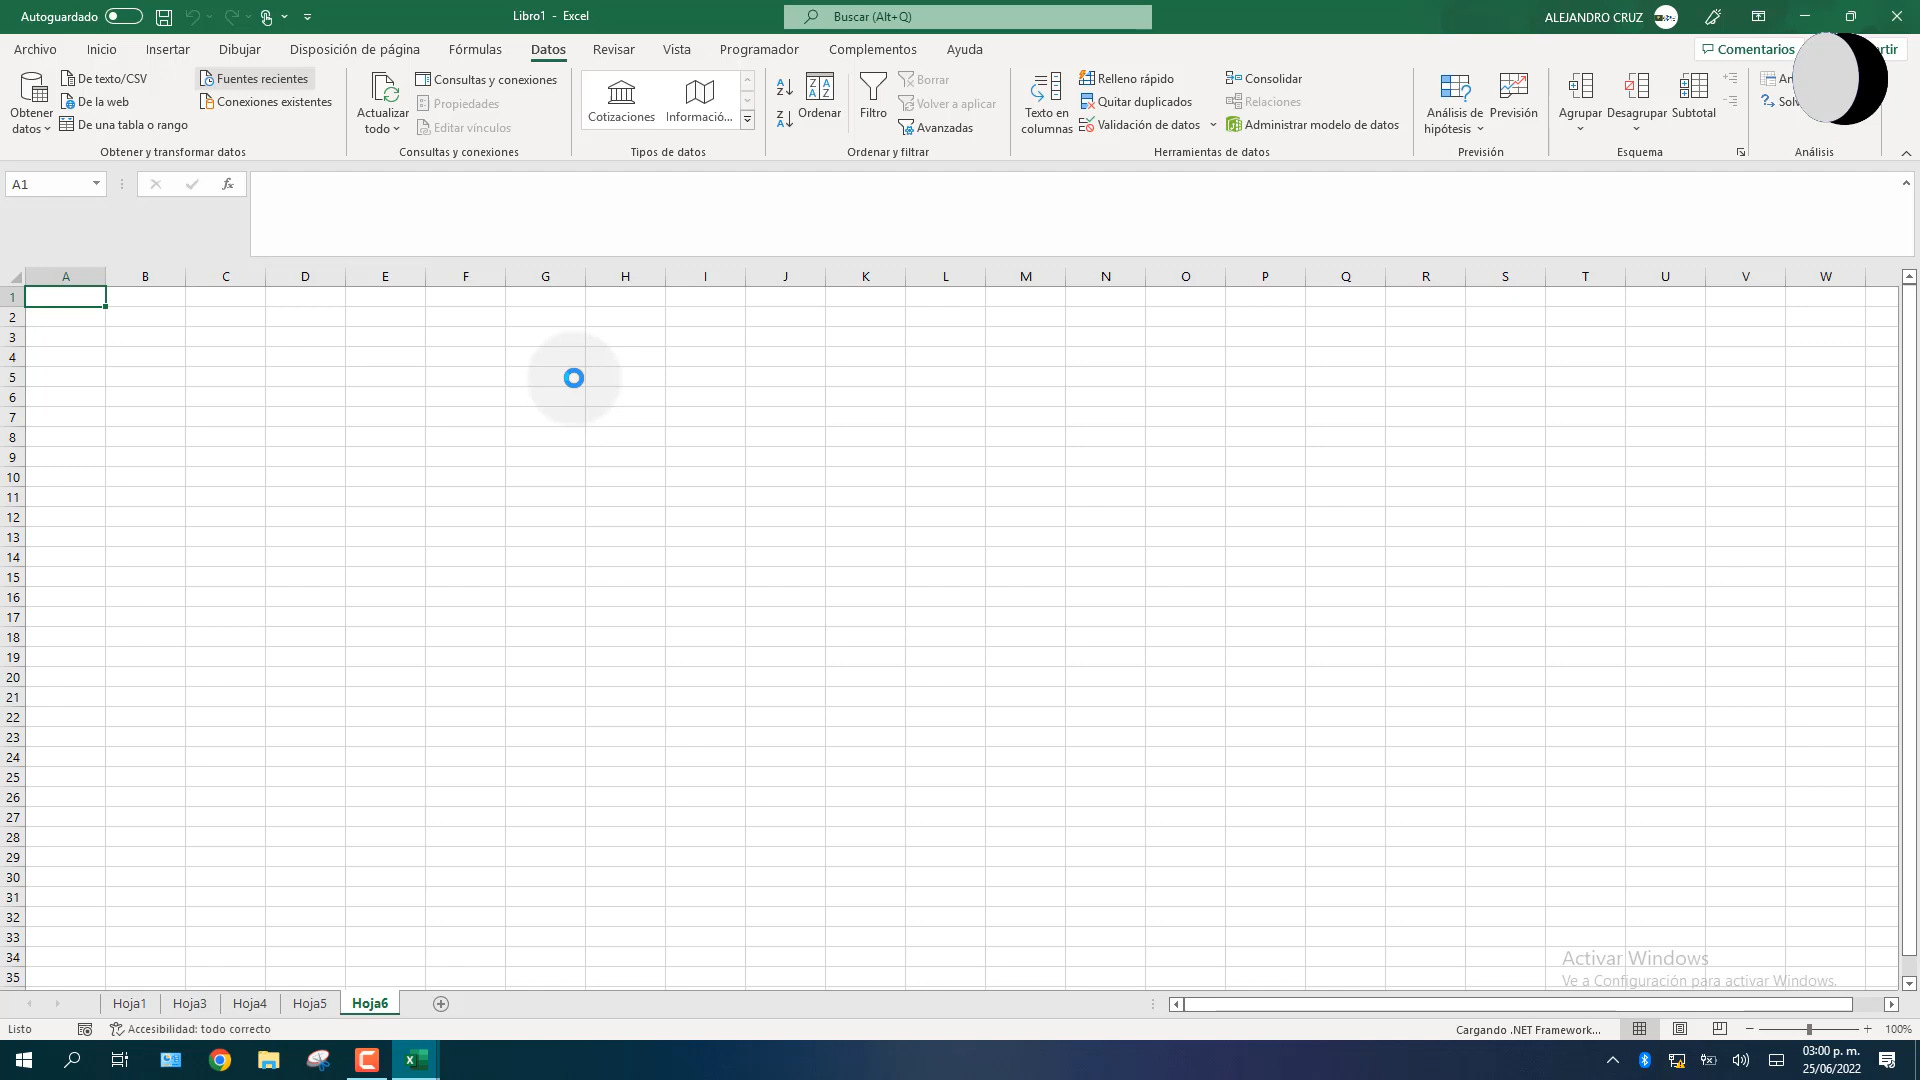 Autoguardado
Libro1 - Excel
Buscar (Alt+Q)
ALEJANDRO CRUZ
Archivo Inicio Insertar Dibujar Disposición de página Fórmulas Datos Revisar Vista Programador Complementos Ayuda
Comentarios
Obtener datos
De texto/CSV
De la web
De una tabla o rango
Fuentes recientes
Conexiones existentes
Obtener y transformar datos
Actualizar todo
Consultas y conexiones
Propiedades
Editar vínculos
Consultas y conexiones
Cotizaciones
Informació...
Tipos de datos
Ordenar
Filtro
Borrar
Volver a aplicar
Avanzadas
Ordenar y filtrar
Texto en columnas
Relleno rápido
Quitar duplicados
Validación de datos
Consolidar
Relaciones
Administrar modelo de datos
Herramientas de datos
Análisis de hipótesis
Previsión
Previsión
Agrupar
Desagrupar
Subtotal
Esquema
Análisis
A1
fx
A B C D E F G H I J K L M N O P Q R S T U V W
1
2
3
4
5
6
7
8
9
10
11
12
13
14
15
16
17
18
19
20
21
22
23
24
25
26
27
28
29
30
31
32
33
34
35
Activar Windows
Ve a Configuración para activar Windows.
Hoja1 Hoja3 Hoja4 Hoja5 Hoja6
Listo
Accesibilidad: todo correcto
Cargando .NET Framework...
100%
03:00 p. m.
25/06/2022